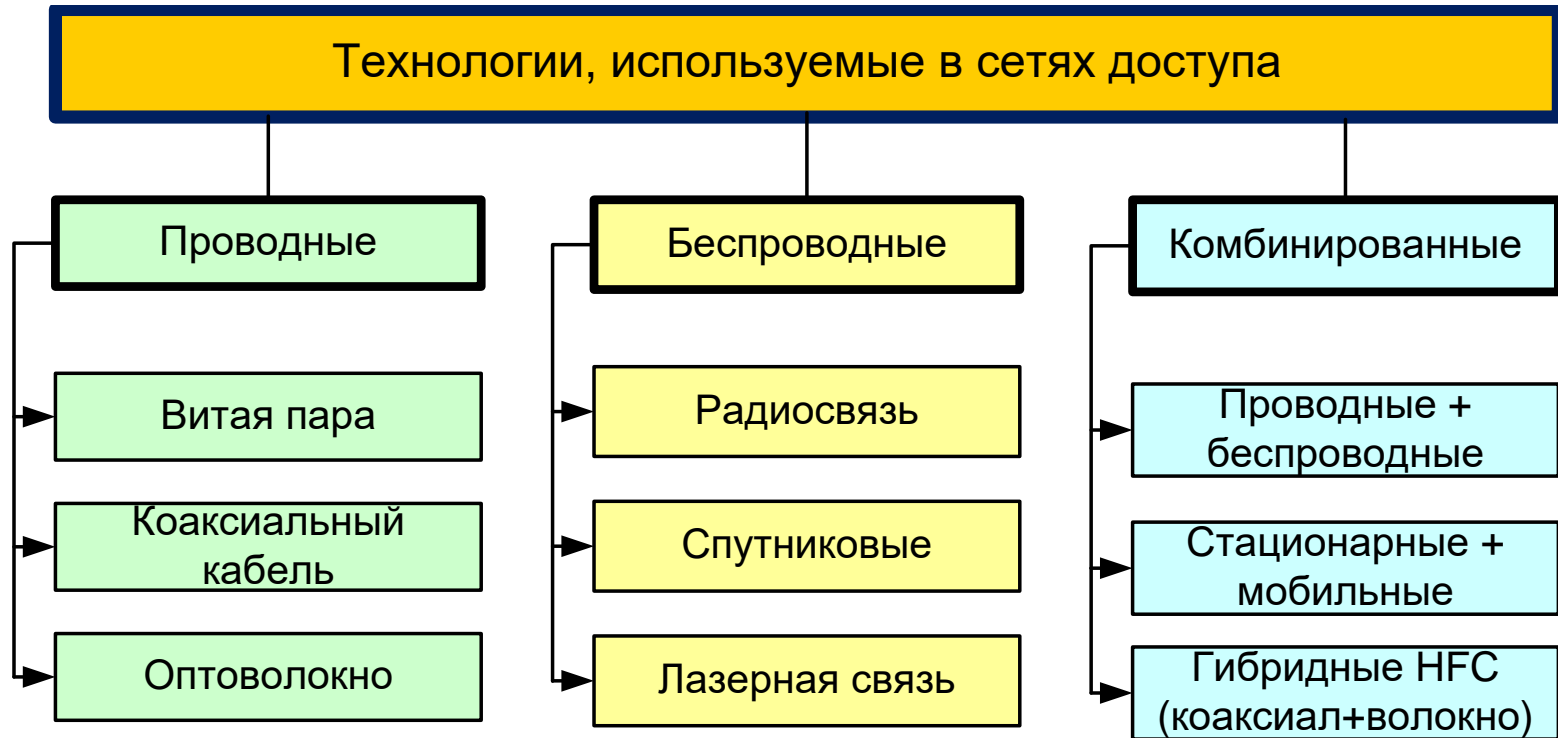 Технологии, используемые в сетях доступа
Проводные
Витая пара
Коаксиальный
кабель
Оптоволокно
Беспроводные
Радиосвязь
Спутниковые
Лазерная связь
Комбинированные
Проводные +
беспроводные
Стационарные +
мобильные
Гибридные HFC
(коаксиал+волокно)